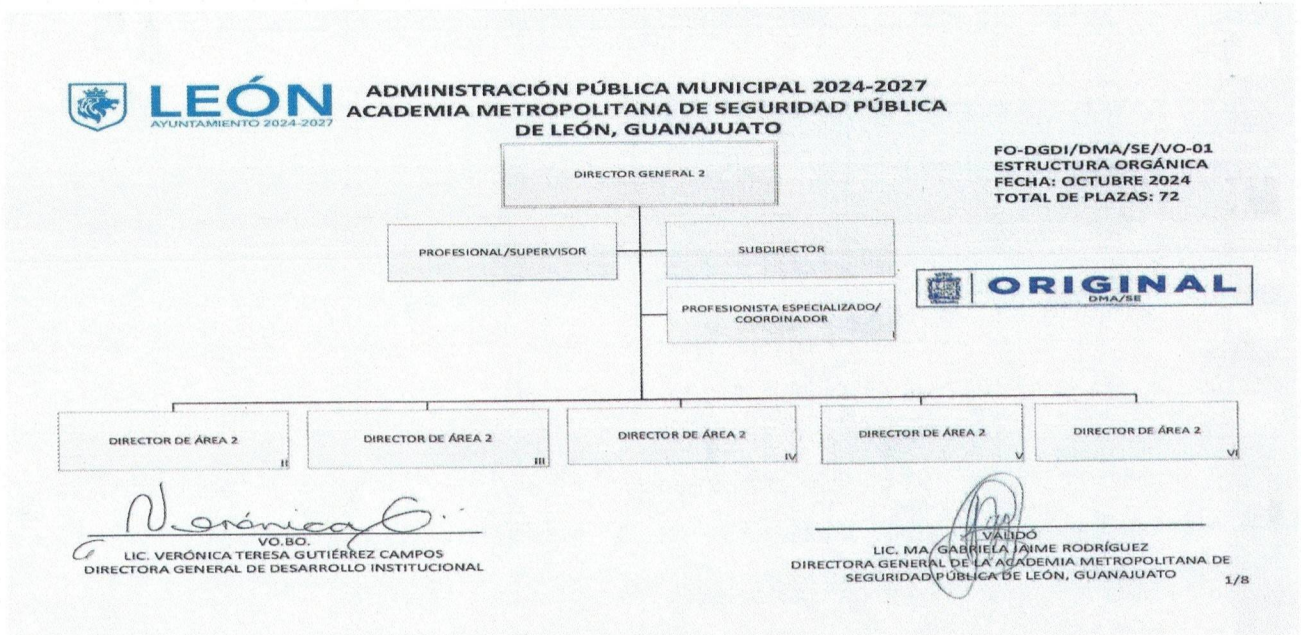 LEÓN
AYUNTAMIENTO 2024-2027
ADMINISTRACIÓN PÚBLICA MUNICIPAL 2024-2027
ACADEMIA METROPOLITANA DE SEGURIDAD PÚBLICA
DE LEÓN, GUANAJUATO
FO-DGDI/DMA/SE/VO-01
ESTRUCTURA ORGÁNICA
FECHA: OCTUBRE 2024
TOTAL DE PLAZAS: 72
DIRECTOR GENERAL 2
PROFESIONAL/SUPERVISOR
SUBDIRECTOR
ORIGINAL
DMA/SE
PROFESIONISTA ESPECIALIZADO/
COORDINADOR
I
DIRECTOR DE ÁREA 2
II
DIRECTOR DE ÁREA 2
III
DIRECTOR DE ÁREA 2
IV
DIRECTOR DE ÁREA 2
V
DIRECTOR DE ÁREA 2
VI
Verónica G.
VO.BO.
LIC. VERÓNICA TERESA GUTIÉRREZ CAMPOS
DIRECTORA GENERAL DE DESARROLLO INSTITUCIONAL
VALIDÓ
LIC. MA. GABRIELA JAIME RODRÍGUEZ
DIRECTORA GENERAL DE LA ACADEMIA METROPOLITANA DE
SEGURIDAD PÚBLICA DE LEÓN, GUANAJUATO
1/8